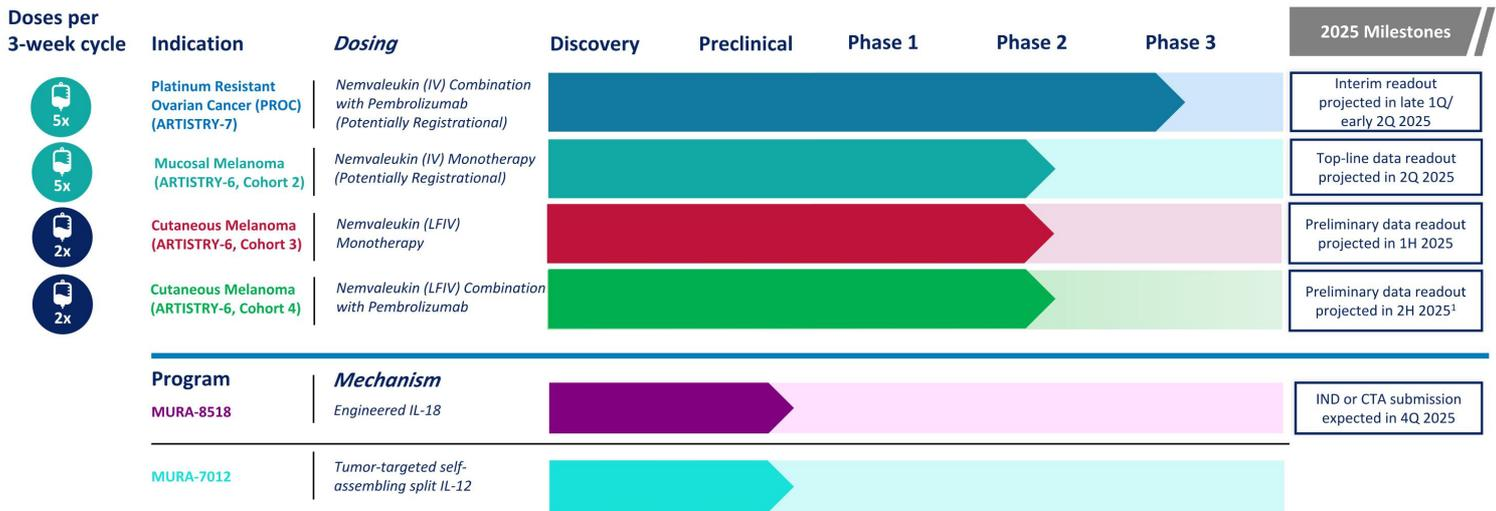 Doses per
3-week cycle
Indication
Dosing
Discovery
Preclinical
Phase 1
Phase 2
Phase 3
2025 Milestones
5x
Platinum Resistant
Ovarian Cancer (PROC)
(ARTISTRY-7)
Nemvaleukin (IV) Combination
with Pembrolizumab
(Potentially Registrational)
Interim readout
projected in late 1Q/
early 2Q 2025
5x
Mucosal Melanoma
(ARTISTRY-6, Cohort 2)
Nemvaleukin (IV) Monotherapy
(Potentially Registrational)
Top-line data readout
projected in 2Q 2025
2x
Cutaneous Melanoma
(ARTISTRY-6, Cohort 3)
Nemvaleukin (LFIV)
Monotherapy
Preliminary data readout
projected in 1H 2025
2x
Cutaneous Melanoma
(ARTISTRY-6, Cohort 4)
Nemvaleukin (LFIV) Combination
with Pembrolizumab
Preliminary data readout
projected in 2H 2025¹
Program
Mechanism
MURA-8518
Engineered IL-18
IND or CTA submission
expected in 4Q 2025
MURA-7012
Tumor-targeted self-
assembling split IL-12